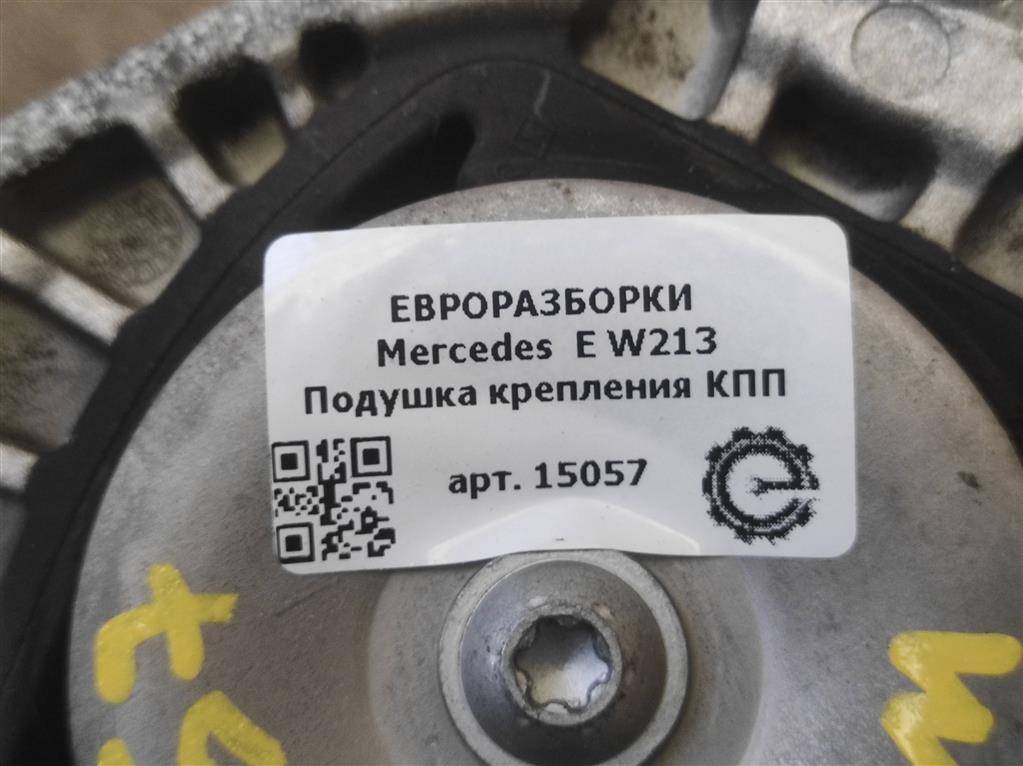 ЕВРОРАЗБОРКИ
Mercedes E W213
Подушка крепления КПП
арт. 15057